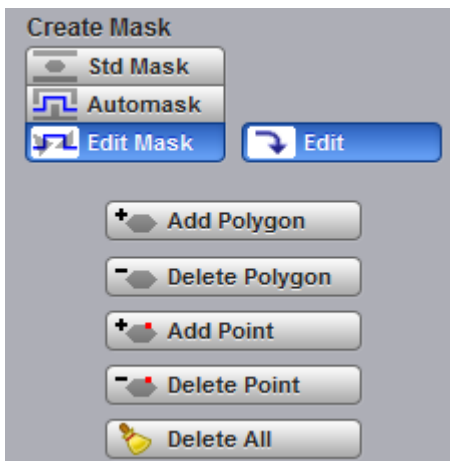 Create Mask
Std Mask
Automask
Edit Mask
Edit
Add Polygon
Delete Polygon
Add Point
Delete Point
Delete All